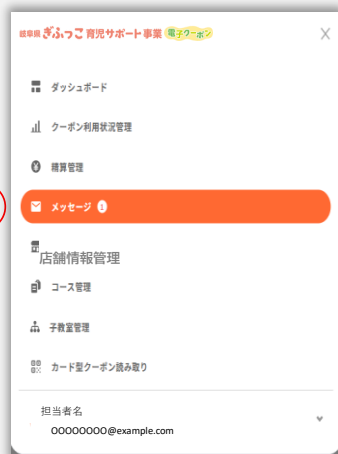 岐阜県 ぎふっこ 育児サポート事業 電子クーポン X
ダッシュボード
クーポン利用状況管理
精算管理
メッセージ 1
店舗情報管理
コース管理
子教室管理
カード型クーポン読み取り
担当者名
OOOOOOOO@example.com